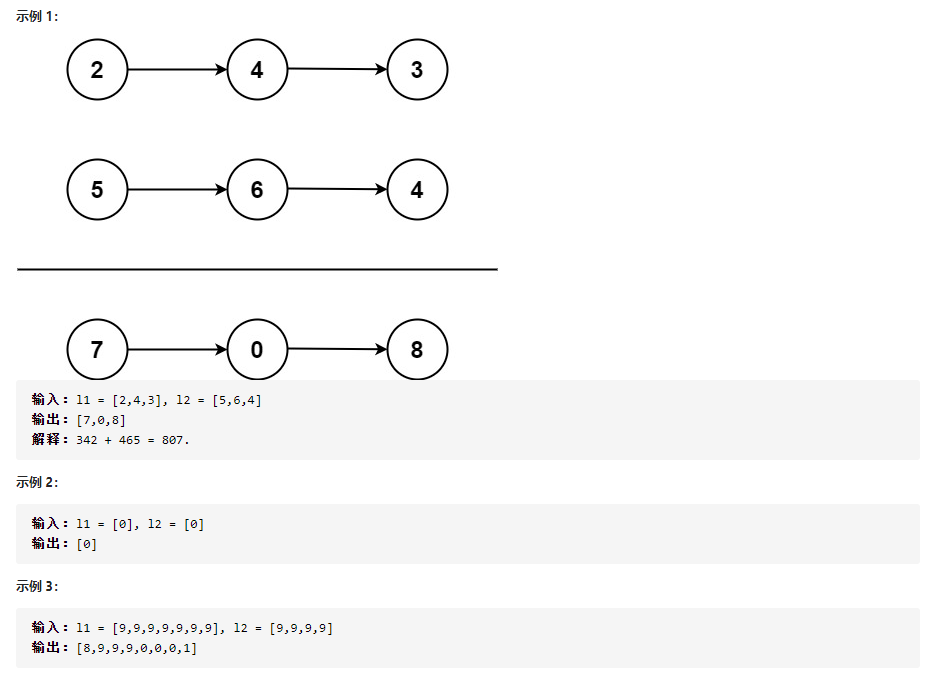 示例 1：
2 4 3
5 6 4
7 0 8
输入：l1 = [2,4,3], l2 = [5,6,4]
输出：[7,0,8]
解释：342 + 465 = 807.
示例 2：
输入：l1 = [0], l2 = [0]
输出：[0]
示例 3：
输入：l1 = [9,9,9,9,9,9,9], l2 = [9,9,9,9]
输出：[8,9,9,9,0,0,0,1]